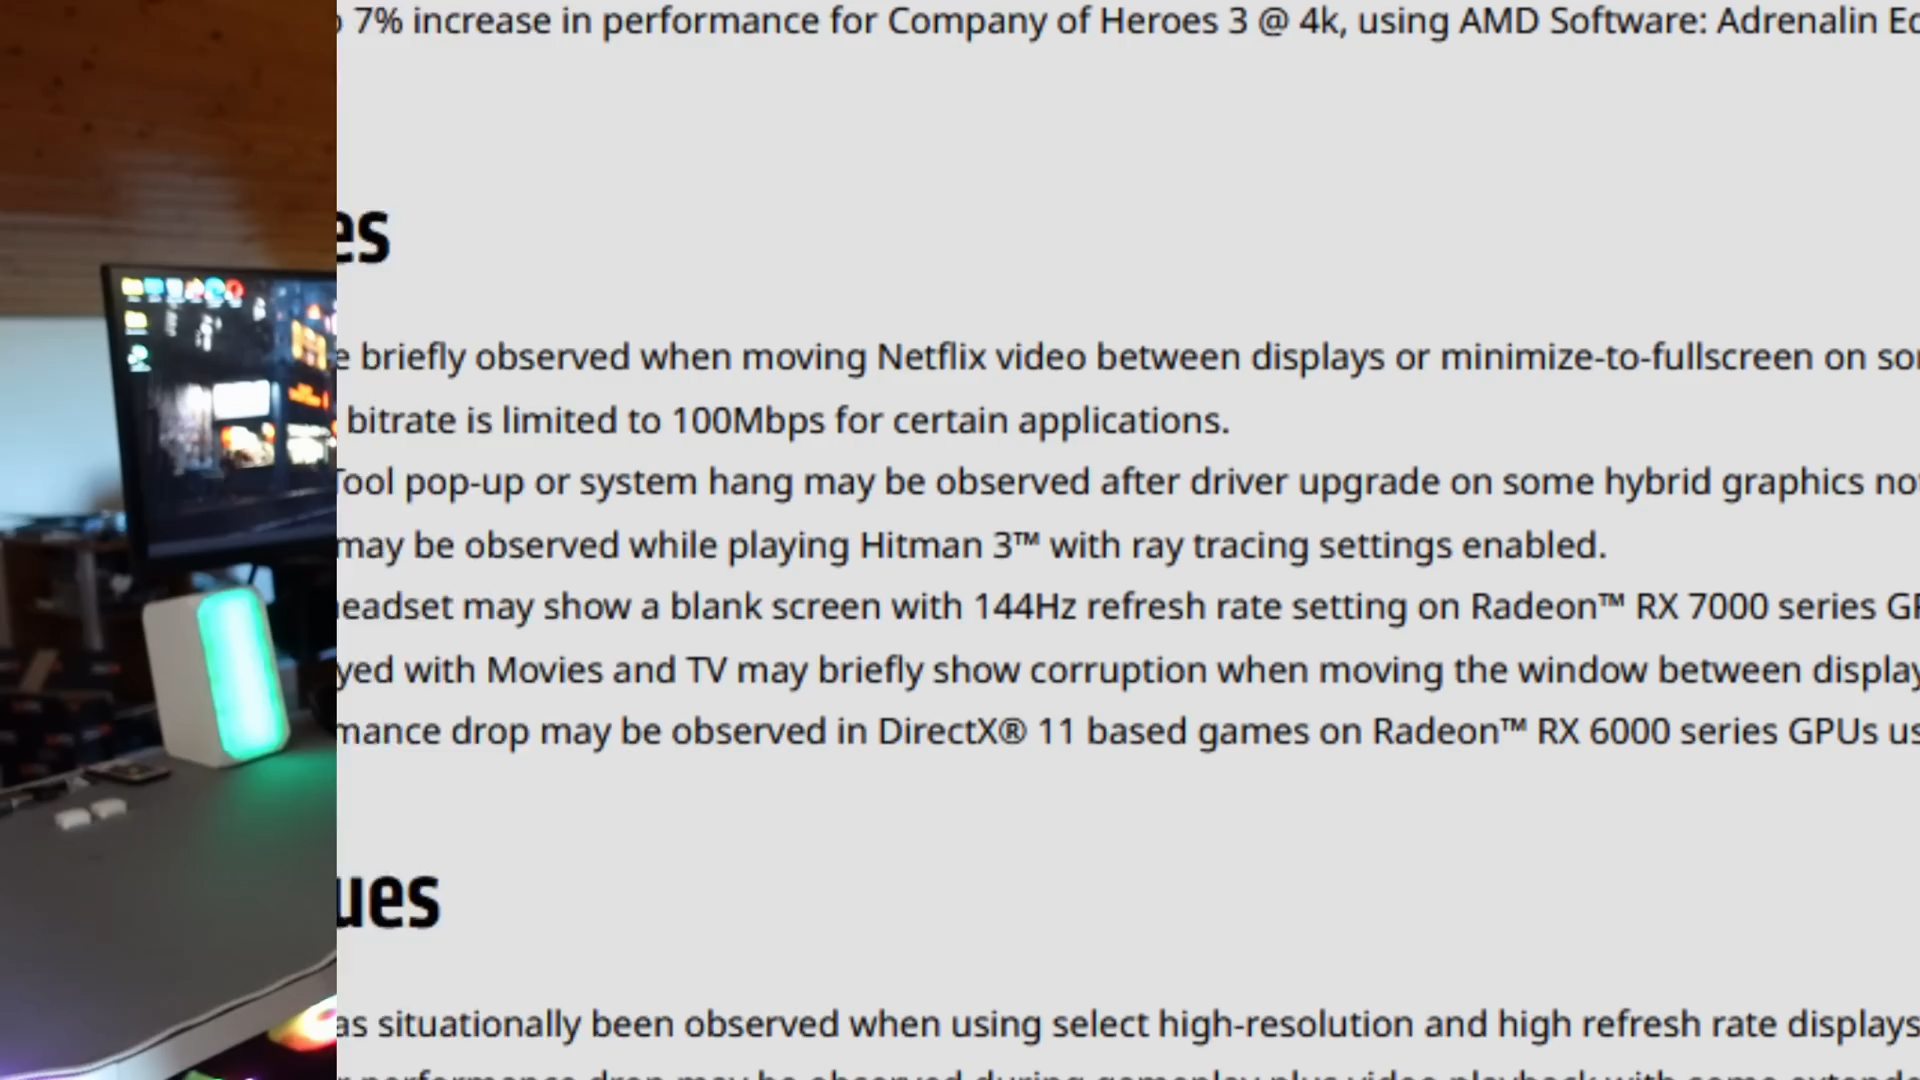 7% increase in performance for Company of Heroes 3 @ 4k, using AMD Software: Adrenalin
es
briefly observed when moving Netflix video between displays or minimize-to-fullscreen on
bitrate is limited to 100Mbps for certain applications.
Tool pop-up or system hang may be observed after driver upgrade on some hybrid graphics
may be observed while playing Hitman 3™ with ray tracing settings enabled.
eadset may show a blank screen with 144Hz refresh rate setting on Radeon™ RX 7000 series
yed with Movies and TV may briefly show corruption when moving the window between display
mance drop may be observed in DirectX® 11 based games on Radeon™ RX 6000 series GPUs us
ues
as situationally been observed when using select high-resolution and high refresh rate displays